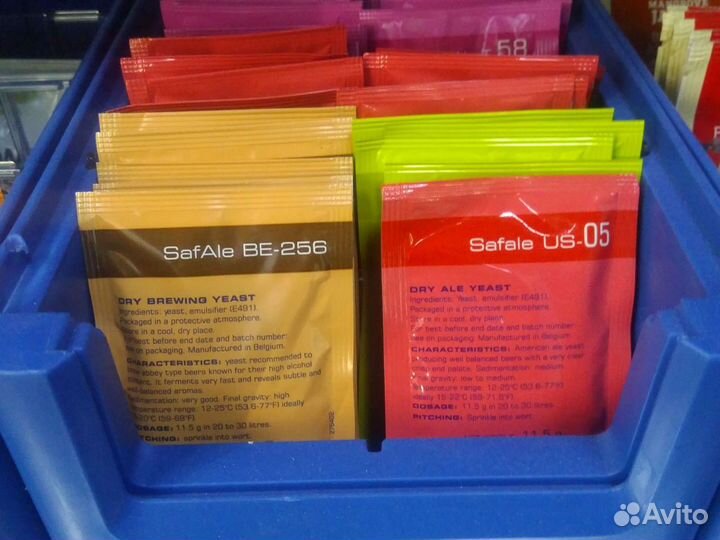 58
SafAle BE-256
DRY BREWING YEAST
Ingredients: yeast, emulsifier (E491).
Packaged in a protective atmosphere.
Store in a cool, dry place.
For best before end date and batch number:
see on packaging. Manufactured in Belgium.
CHARACTERISTICS: yeast recommended to
abbey type beers known for their high alcohol
It ferments very fast and reveals subtle and
well-balanced aromas.
Sedimentation: very good. Final gravity: high
Temperature range: 12-25°C (53.6-77°F) ideally
20°C (59-68°F)
DOSAGE: 11.5 g in 20 to 30 litres.
PITCHING: Sprinkle into wort.
Safale US-05
DRY ALE YEAST
Ingredients: Yeast, emulsifier (E491).
Packaged in a protective atmosphere.
Store in a cool, dry place.
For best before end date and batch number:
see on packaging. Manufactured in Belgium.
CHARACTERISTICS: American ale yeast
producing well balanced beers with a very clean
crisp end palate. Sedimentation: medium.
Final gravity: low to medium.
Temperature range: 12-25°C (53.6-77°F)
ideally 15-22°C (59-71.6°F)
DOSAGE: 11.5 g in 20 to 30 litres.
PITCHING: Sprinkle into wort.
11.5 g
Avito